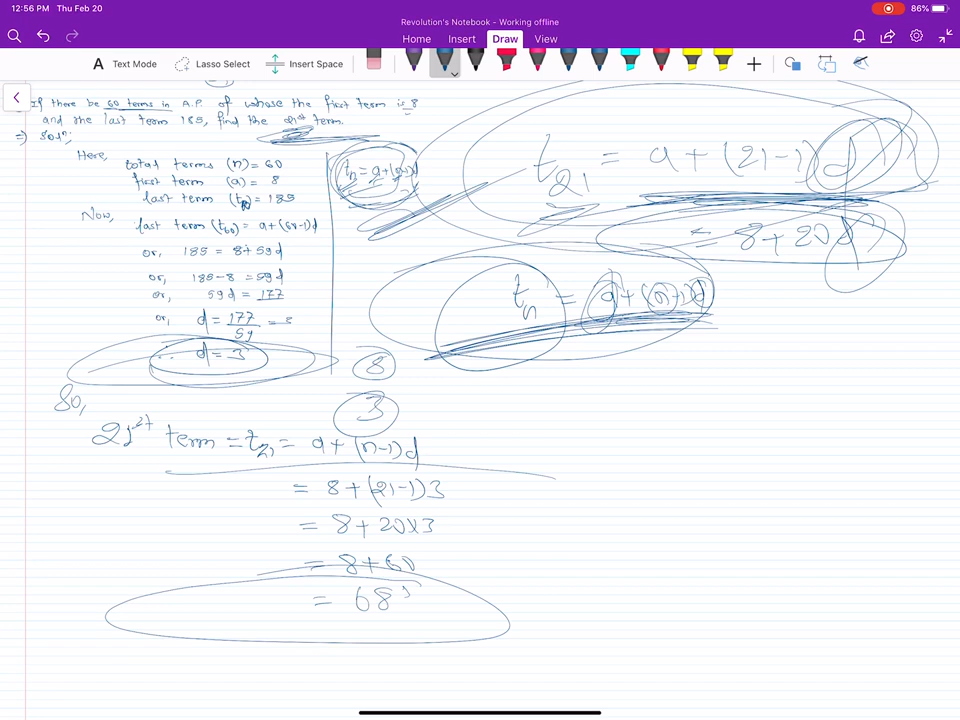 12:56 PM Thu Feb 20
86%
Revolution's Notebook - Working offline
Home Insert Draw View
A Text Mode Lasso Select Insert Space
If there be 60 terms in A.P. of whose the first term is 8
and the last term 185, find the 21st term.
=> Soln;
Here,
total terms (n) = 60
first term (a) = 8
last term (tn) = 185
Now,
last term (t60) = a + (60-1)d
or, 185 = 8 + 59d
or, 185 - 8 = 59d
or, 59d = 177
or, d = 177/59 = 3
∴ d = 3
tn = a + (n-1)d
t21 = a + (21-1)d
= 8 + 20d
tn = a + (n-1)d
8
3
So,
21st term = t21 = a + (n-1)d
= 8 + (21-1)3
= 8 + 20x3
= 8 + 60
= 68